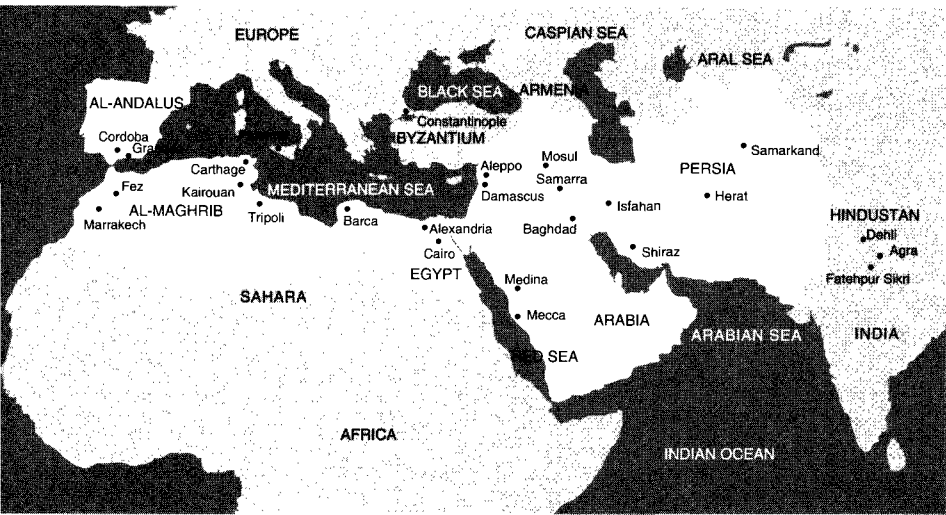 EUROPE
CASPIAN SEA
ARAL SEA
BLACK SEA
ARMENIA
AL-ANDALUS
Constantinople
BYZANTIUM
Cordoba
Carthage
Aleppo
Mosul
Samarkand
PERSIA
Fez
Kairouan
MEDITERRANEAN SEA
Damascus
Samarra
Herat
Marrakech
AL-MAGHRIB
Tripoli
Barca
Alexandria
Baghdad
Isfahan
HINDUSTAN
Dehli
Agra
Cairo
Shiraz
EGYPT
Medina
Fatehpur Sikri
SAHARA
Mecca
ARABIA
ARABIAN SEA
INDIA
RED SEA
AFRICA
INDIAN OCEAN